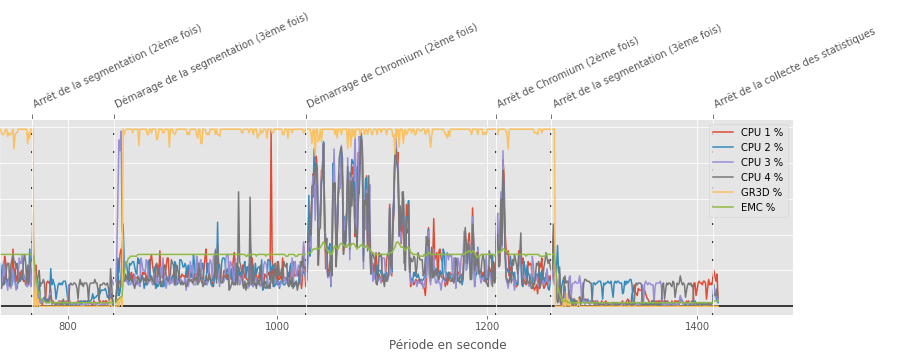 Arrêt de la segmentation (2ème fois)
Démarage de la segmentation (3ème fois)
Démarrage de Chromium (2ème fois)
Arrêt de Chromium (2ème fois)
Arrêt de la segmentation (3ème fois)
Arrêt de la collecte des statistiques
CPU 1 %
CPU 2 %
CPU 3 %
CPU 4 %
GR3D %
EMC %
800
1000
1200
1400
Période en seconde